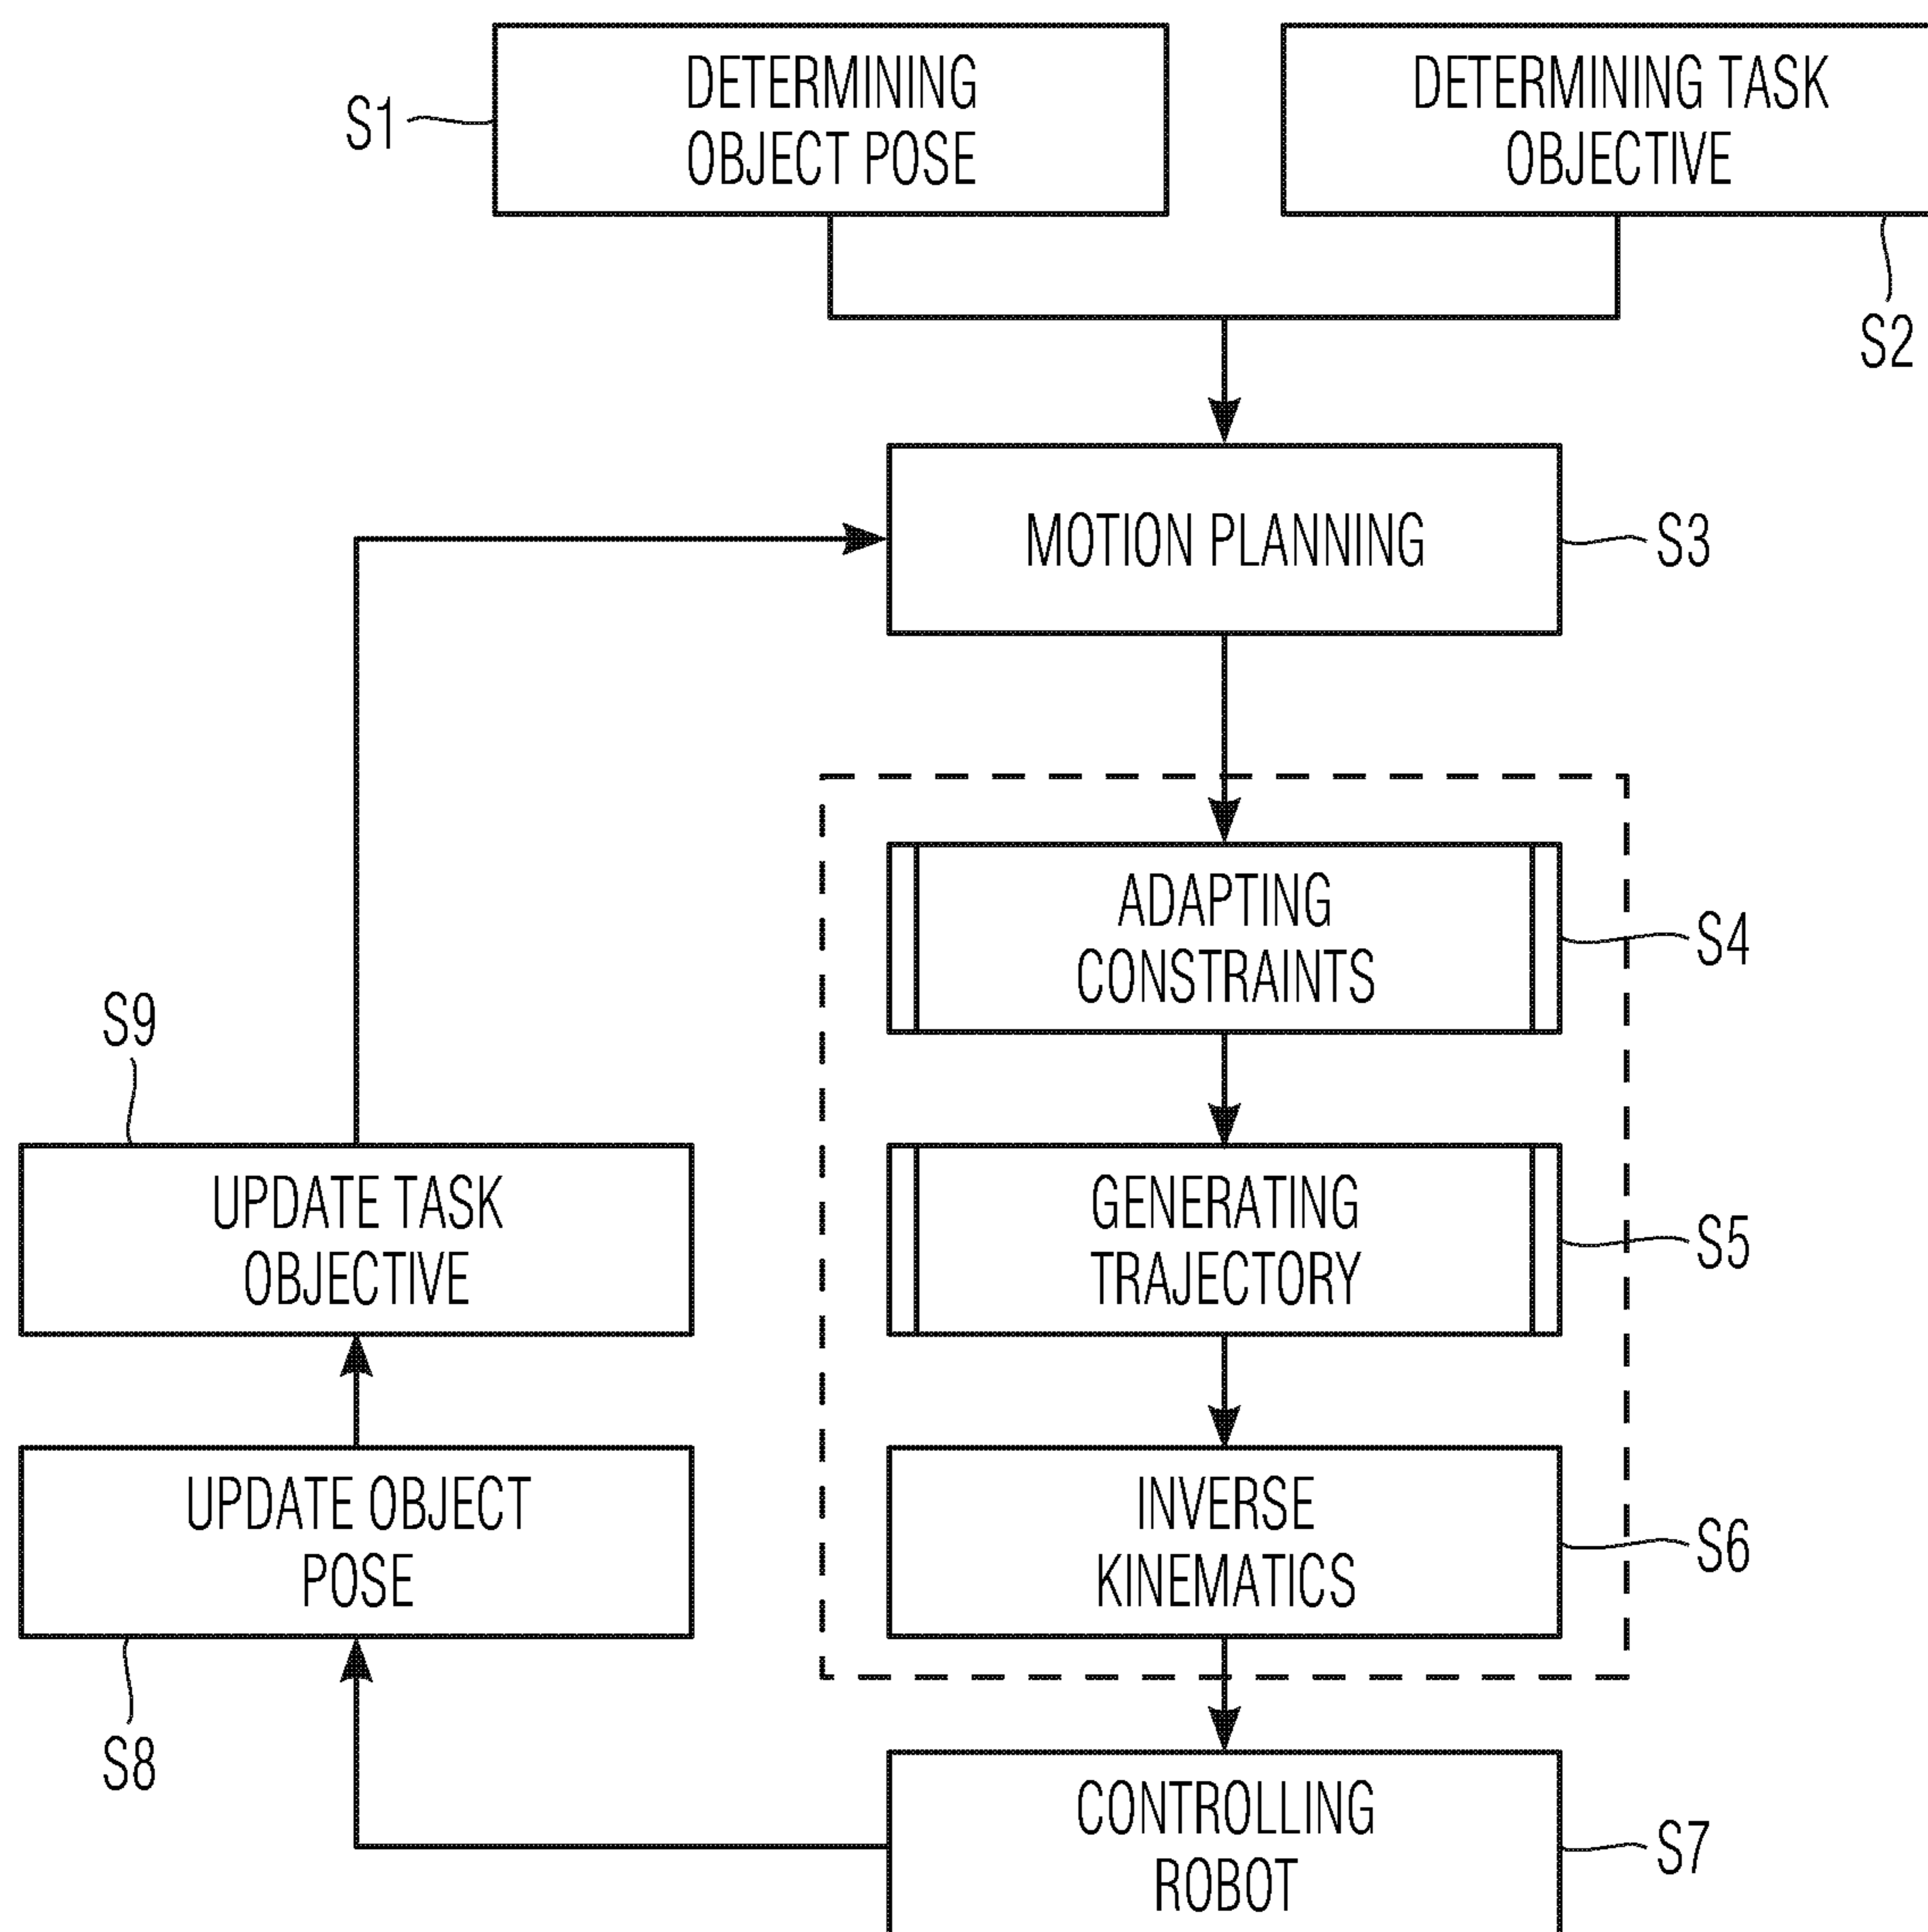 S1
DETERMINING
OBJECT POSE
DETERMINING TASK
OBJECTIVE
S2
MOTION PLANNING
S3
ADAPTING
CONSTRAINTS
S4
S9
UPDATE TASK
OBJECTIVE
GENERATING
TRAJECTORY
S5
UPDATE OBJECT
POSE
INVERSE
KINEMATICS
S6
S8
CONTROLLING
ROBOT
S7